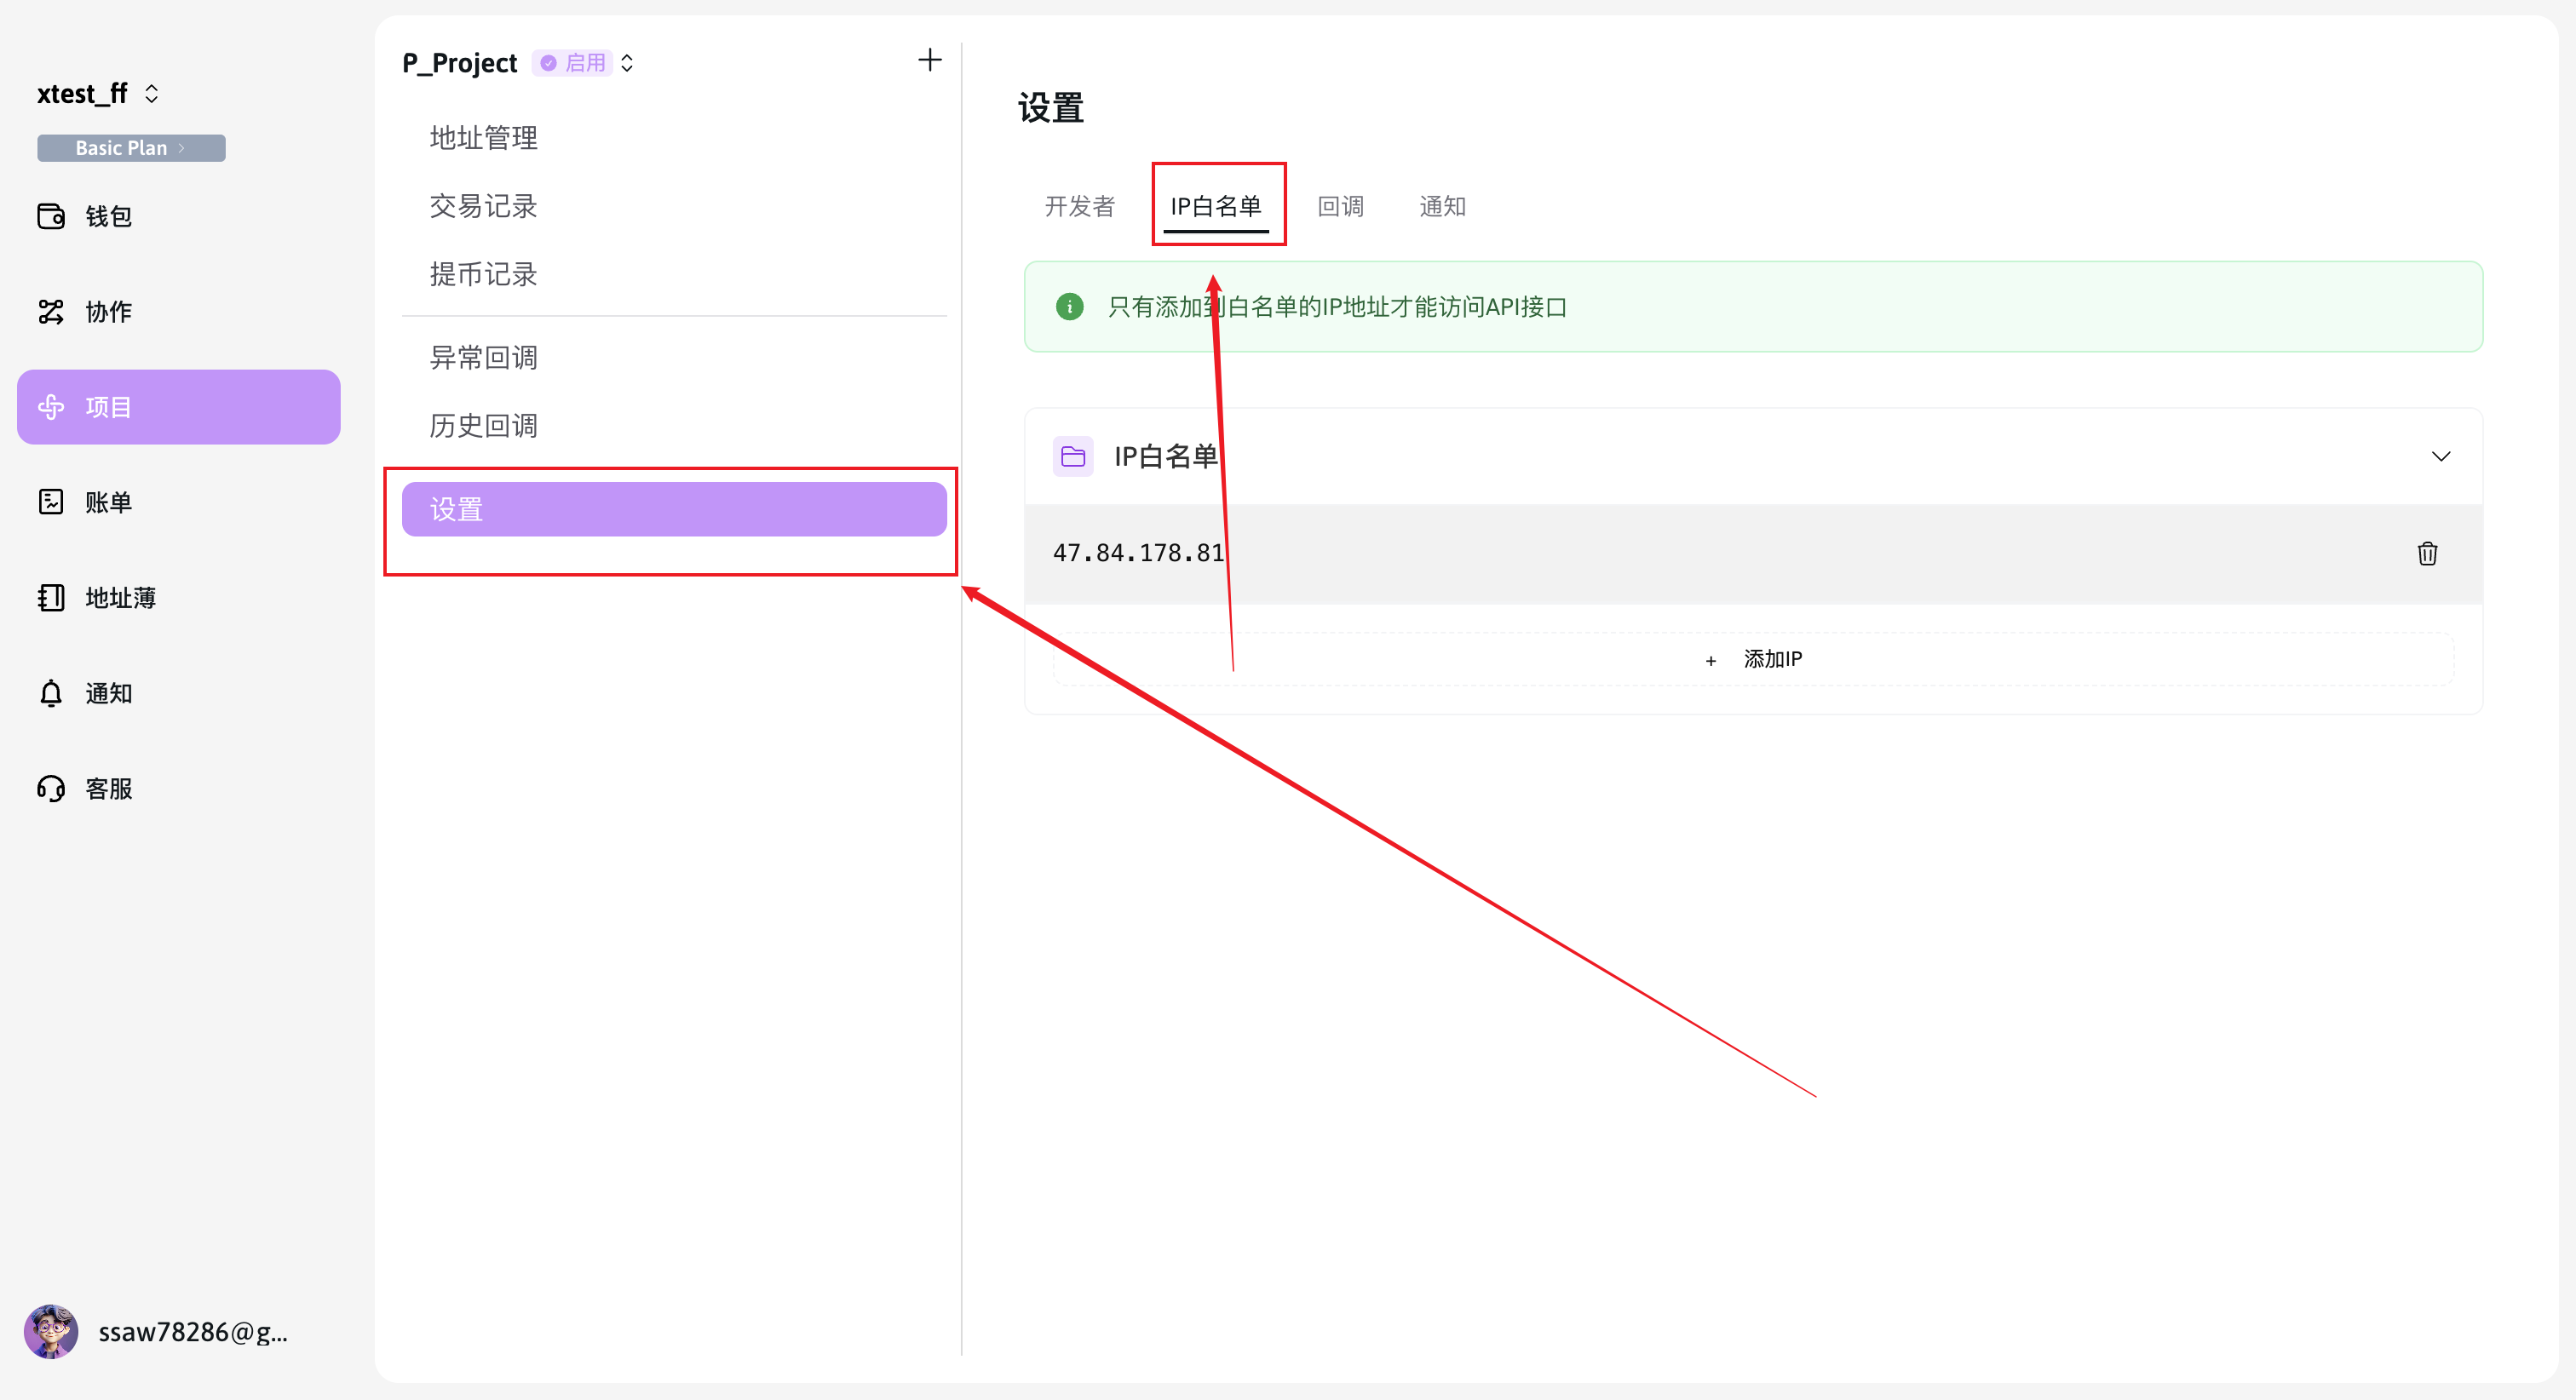 xtest_ff
Basic Plan
钱包
协作
项目
账单
地址薄
通知
客服
ssaw78286@g...
P_Project 启用
地址管理
交易记录
提币记录
异常回调
历史回调
设置
设置
开发者 IP白名单 回调 通知
只有添加到白名单的IP地址才能访问API接口
IP白名单
47.84.178.81
+ 添加IP